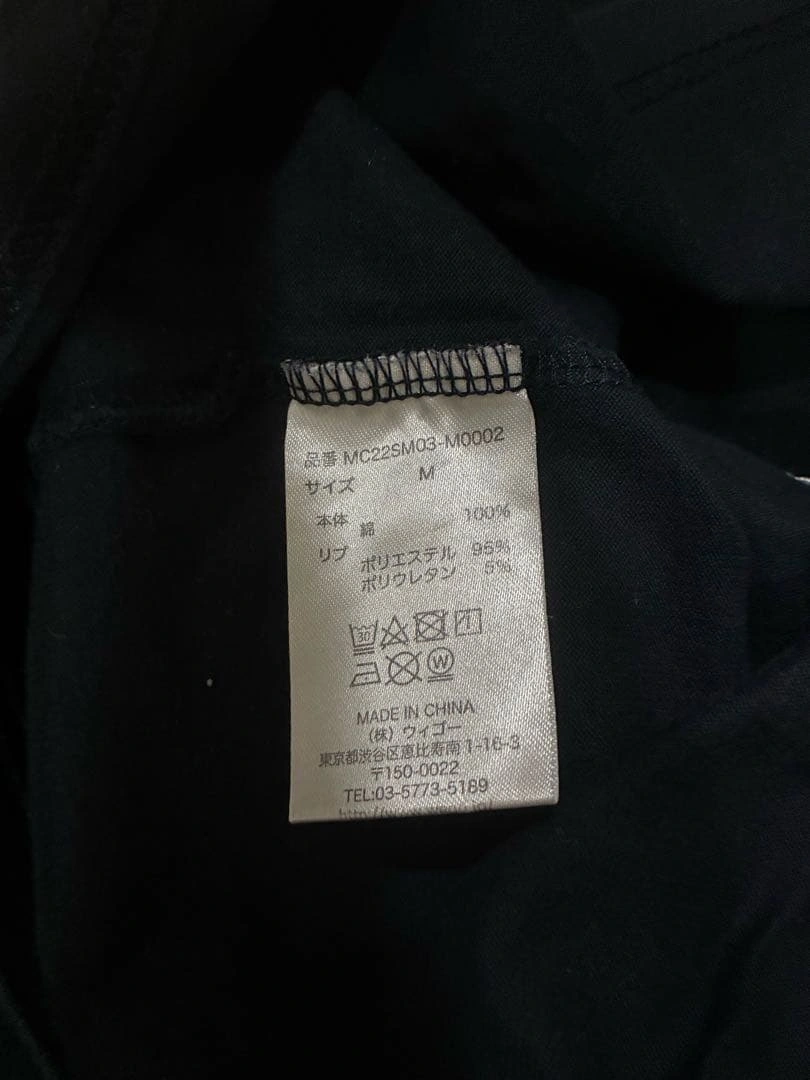 品番 MC22SM03-M0002
サイズ M
本体 綿 100%
リブ ポリエステル 95%
ポリウレタン 5%
30
W
MADE IN CHINA
(株) ウィゴー
東京都渋谷区恵比寿南1-16-3
〒150-0022
TEL:03-5773-5189